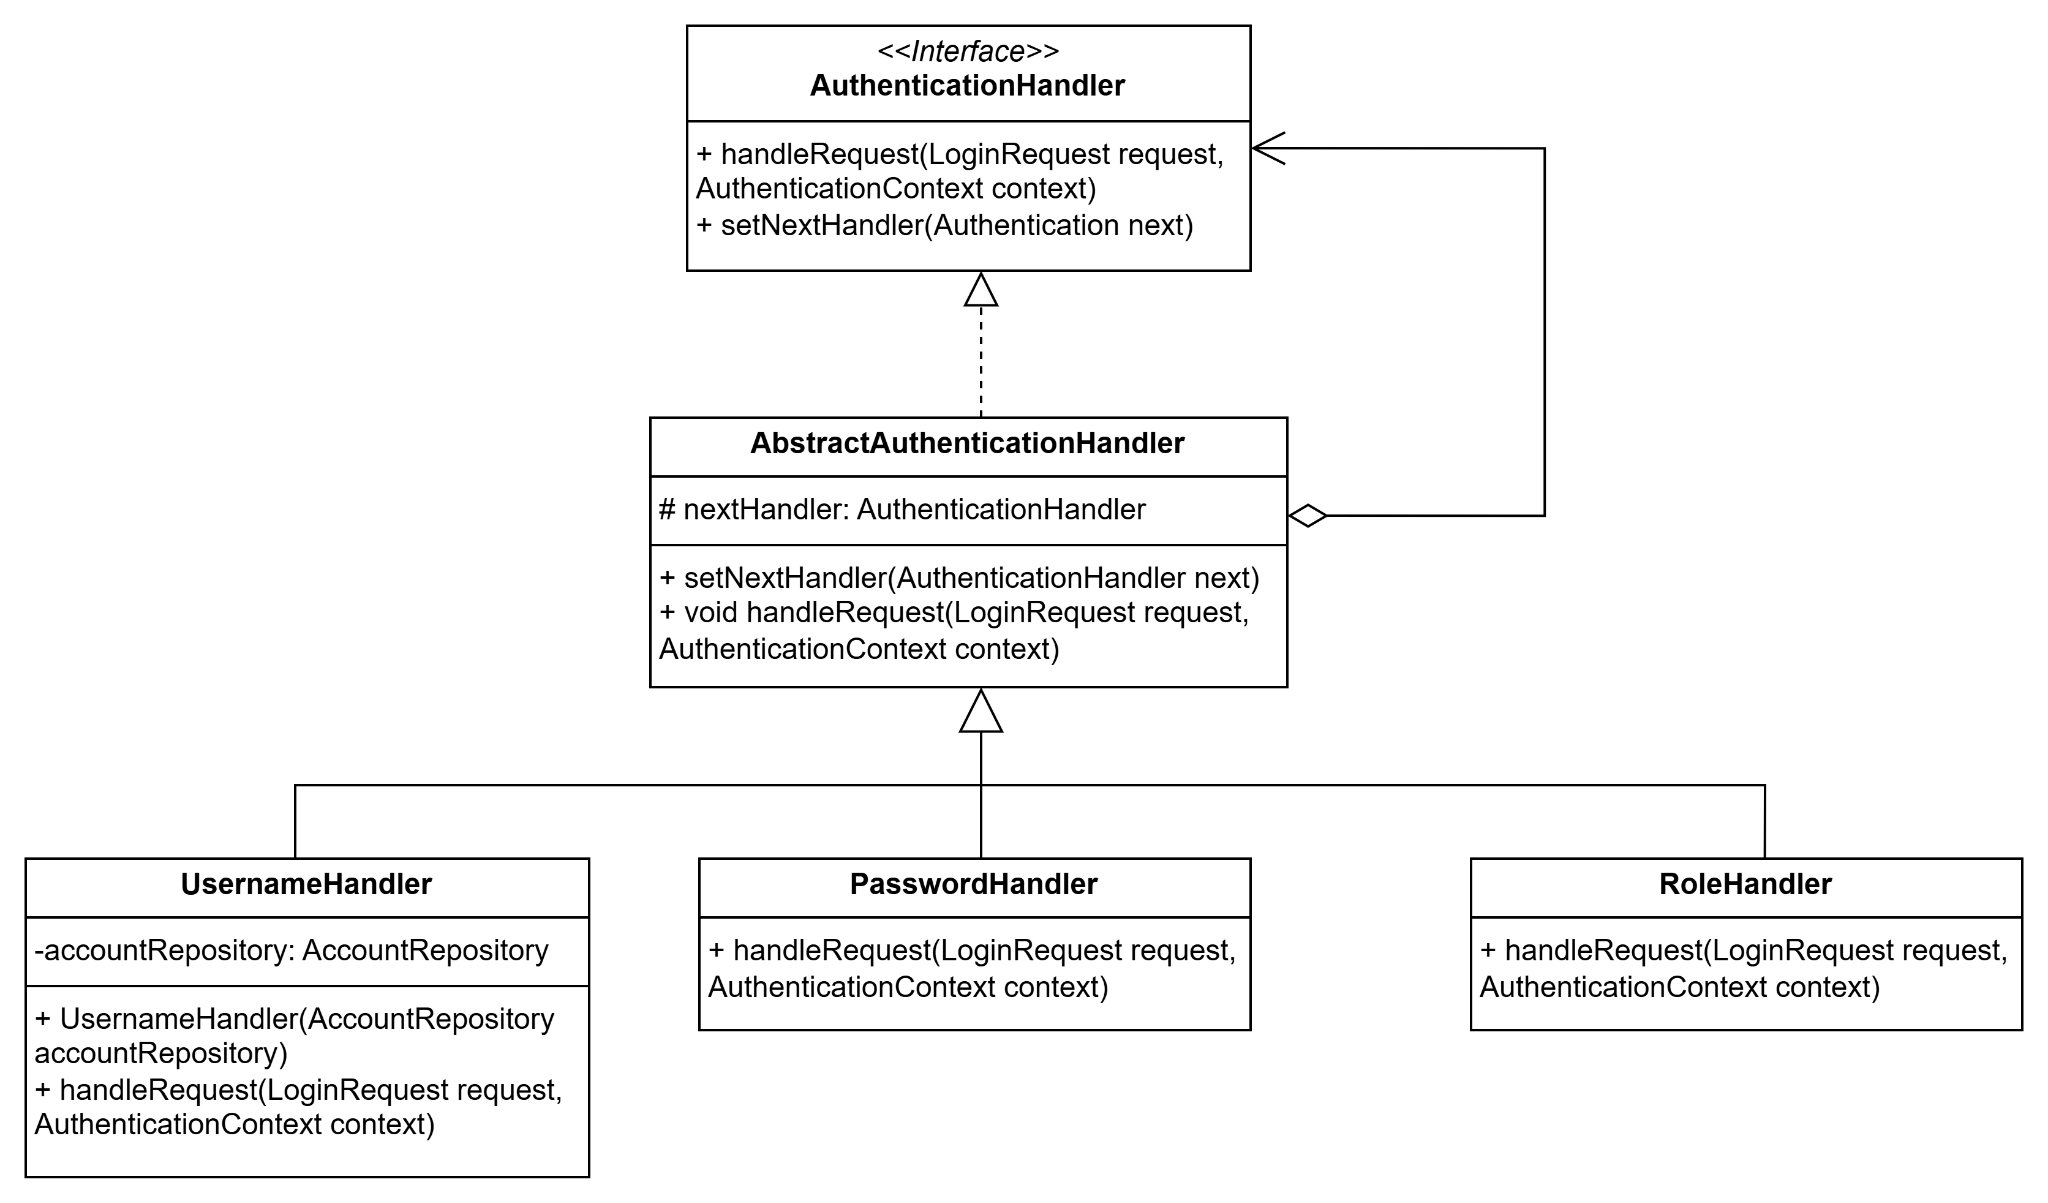 <<Interface>>
AuthenticationHandler
+ handleRequest(LoginRequest request,
AuthenticationContext context)
+ setNextHandler(Authentication next)
AbstractAuthenticationHandler
# nextHandler: AuthenticationHandler
+ setNextHandler(AuthenticationHandler next)
+ void handleRequest(LoginRequest request,
AuthenticationContext context)
UsernameHandler
-accountRepository: AccountRepository
+ UsernameHandler(AccountRepository
accountRepository)
+ handleRequest(LoginRequest request,
AuthenticationContext context)
PasswordHandler
+ handleRequest(LoginRequest request,
AuthenticationContext context)
RoleHandler
+ handleRequest(LoginRequest request,
AuthenticationContext context)